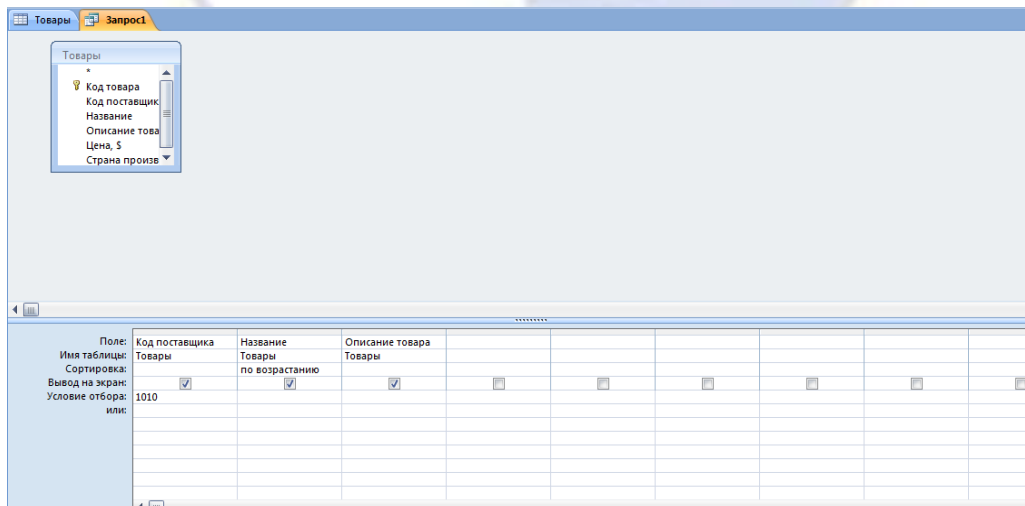 Товары Запрос1
Товары
*
Код товара
Код поставщик
Название
Описание това
Цена, $
Страна произв
Поле: Код поставщика Название Описание товара
Имя таблицы: Товары Товары Товары
Сортировка: по возрастанию
Вывод на экран:
Условие отбора: 1010
или: